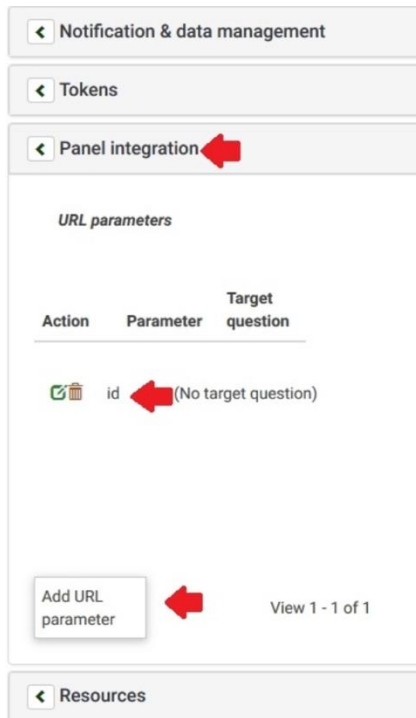 Notification & data management
Tokens
Panel integration
URL parameters
Target
Action Parameter question
id (No target question)
Add URL
parameter
View 1 - 1 of 1
Resources